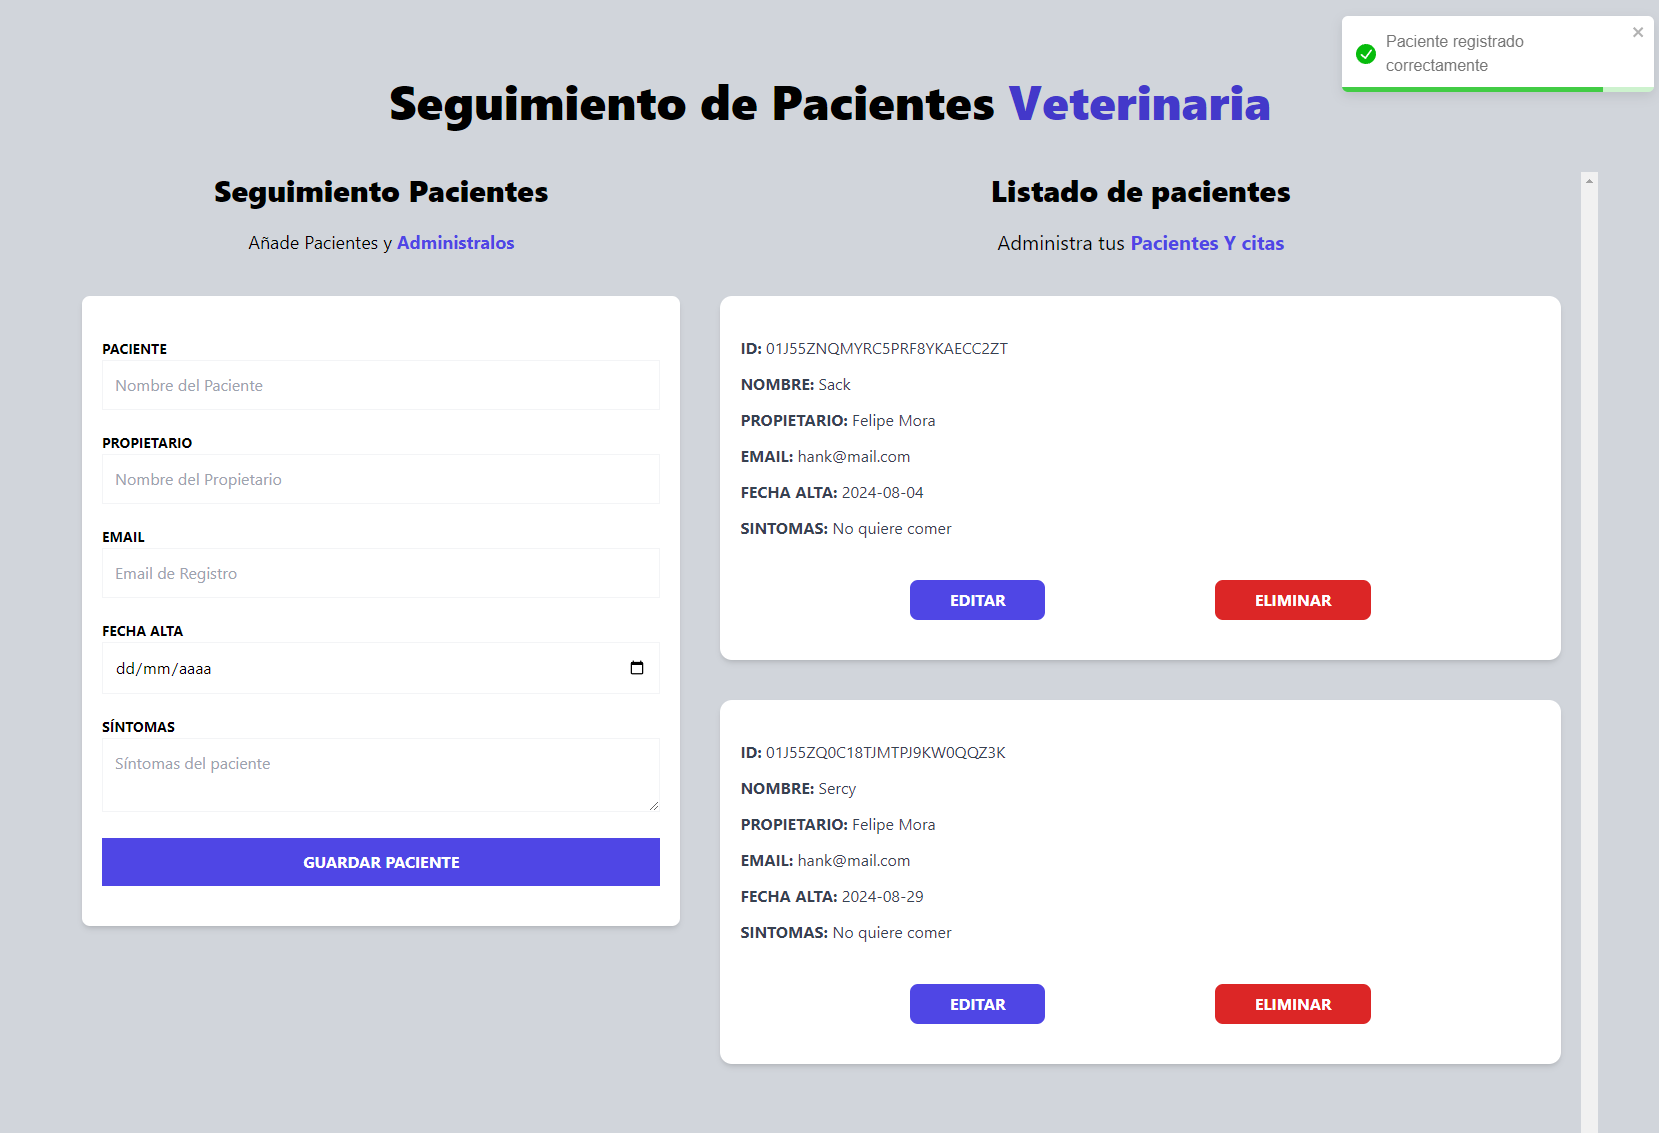 Paciente registrado
correctamente
Seguimiento de Pacientes Veterinaria
Seguimiento Pacientes
Añade Pacientes y Administralos
PACIENTE
Nombre del Paciente
PROPIETARIO
Nombre del Propietario
EMAIL
Email de Registro
FECHA ALTA
dd/mm/aaaa
SÍNTOMAS
Síntomas del paciente
GUARDAR PACIENTE
Listado de pacientes
Administra tus Pacientes Y citas
ID: 01J55ZNQMYRC5PRF8YKAECC2ZT
NOMBRE: Sack
PROPIETARIO: Felipe Mora
EMAIL: hank@mail.com
FECHA ALTA: 2024-08-04
SINTOMAS: No quiere comer
EDITAR
ELIMINAR
ID: 01J55ZQ0C18TJMTPJ9KW0QQZ3K
NOMBRE: Sercy
PROPIETARIO: Felipe Mora
EMAIL: hank@mail.com
FECHA ALTA: 2024-08-29
SINTOMAS: No quiere comer
EDITAR
ELIMINAR